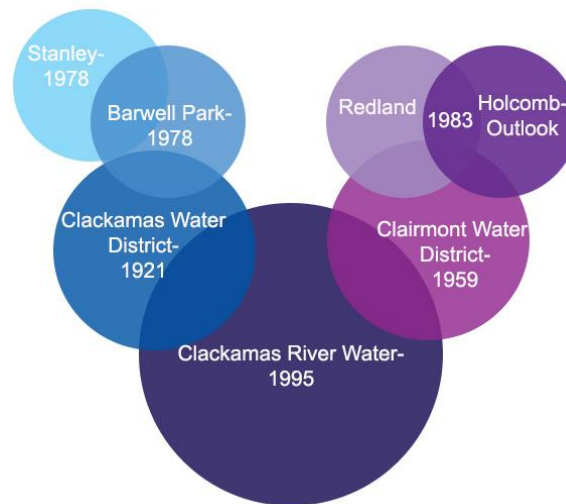 Stanley-
1978
Barwell Park-
1978
Redland
1983
Holcomb-
Outlook
Clackamas Water
District-
1921
Clairmont Water
District-
1959
Clackamas River Water-
1995